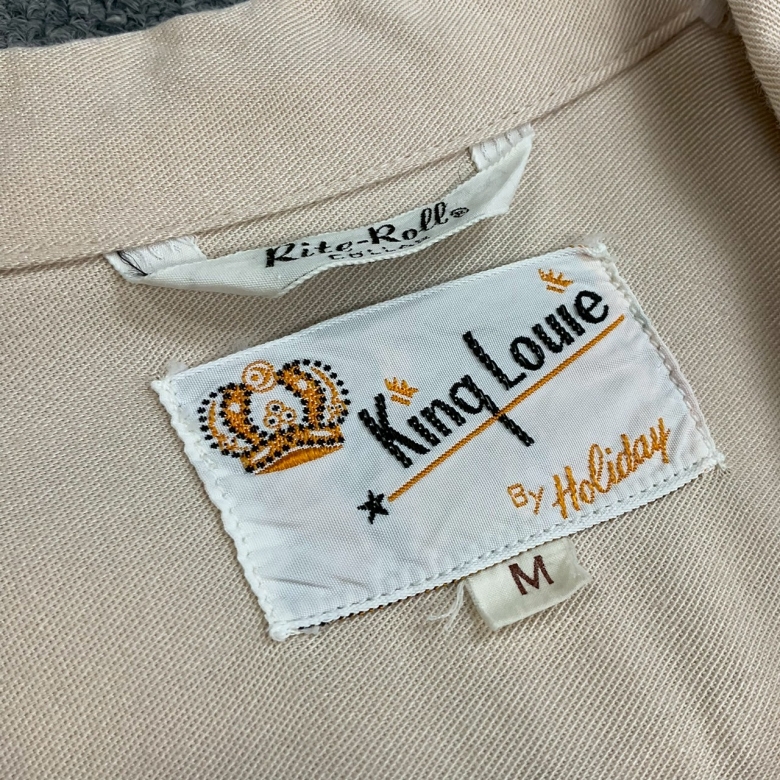 Rite-Roll®
COLLAR
King Louie
By Holiday
M